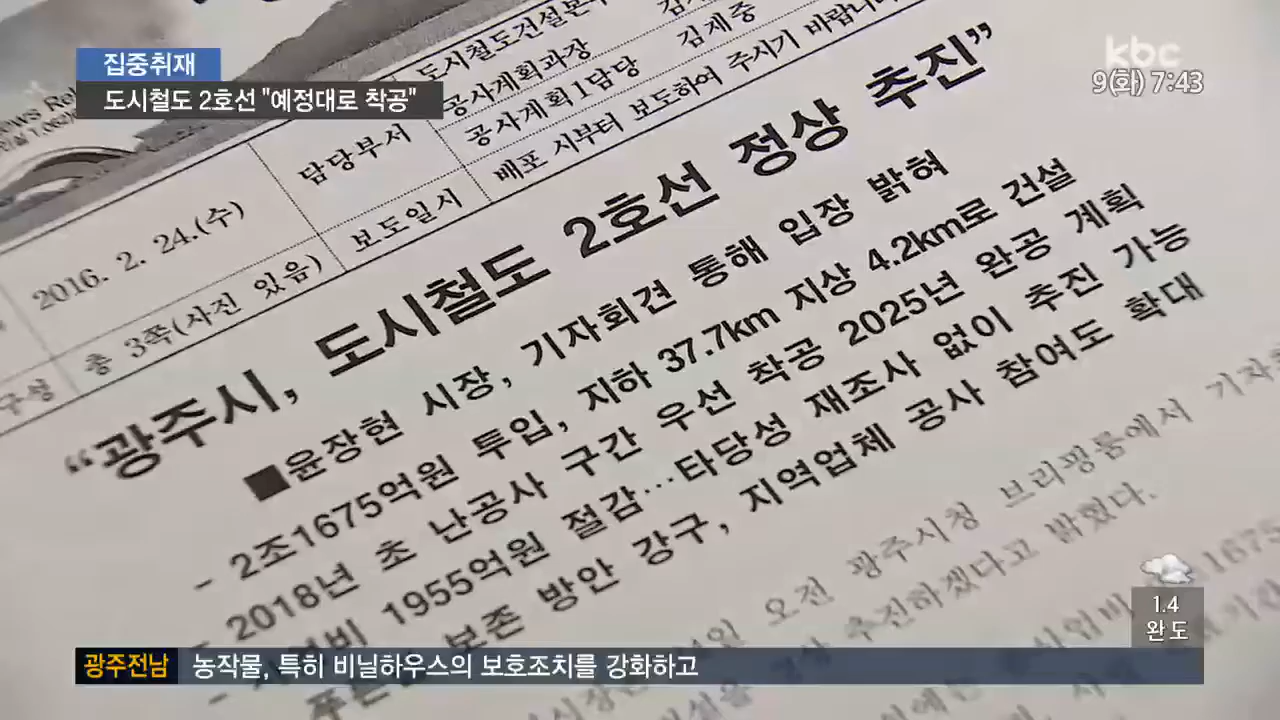 집중취재
도시철도 2호선 "예정대로 착공"
kbc
9(화) 7:43
도시철도건설본부
공사계획과장 김재중
공사계획1담당
담당부서
보도일시 배포 시부터 보도하여 주시기 바랍니다
2016. 2. 24.(수)
구성 총 3쪽(사진 있음)
“광주시, 도시철도 2호선 정상 추진”
■윤장현 시장, 기자회견 통해 입장 밝혀
- 2조1675억원 투입, 지하 37.7km 지상 4.2km로 건설
- 2018년 초 난공사 구간 우선 착공 2025년 완공 계획
1955억원 절감…타당성 재조사 없이 추진 가능
보존 방안 강구, 지역업체 공사 참여도 확대
오전 광주시청 브리핑룸에서
추진하겠다고 밝혔다.
1.4
완도
광주전남 농작물, 특히 비닐하우스의 보호조치를 강화하고